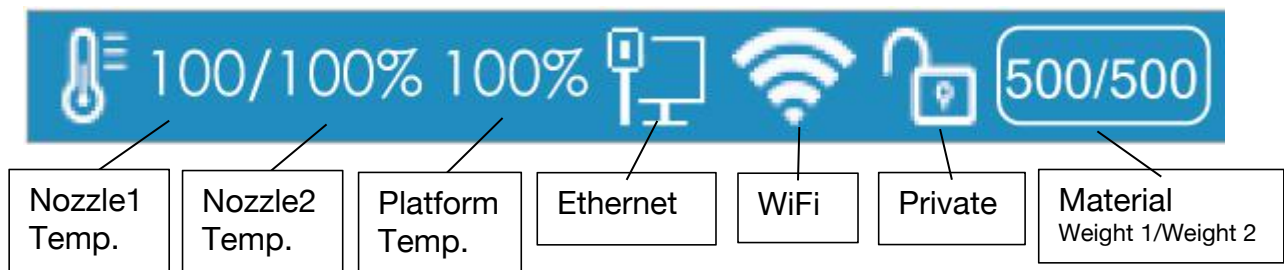 100/100% 100% 500/500
Nozzle1
Temp.
Nozzle2
Temp.
Platform
Temp.
Ethernet
WiFi
Private
Material
Weight 1/Weight 2